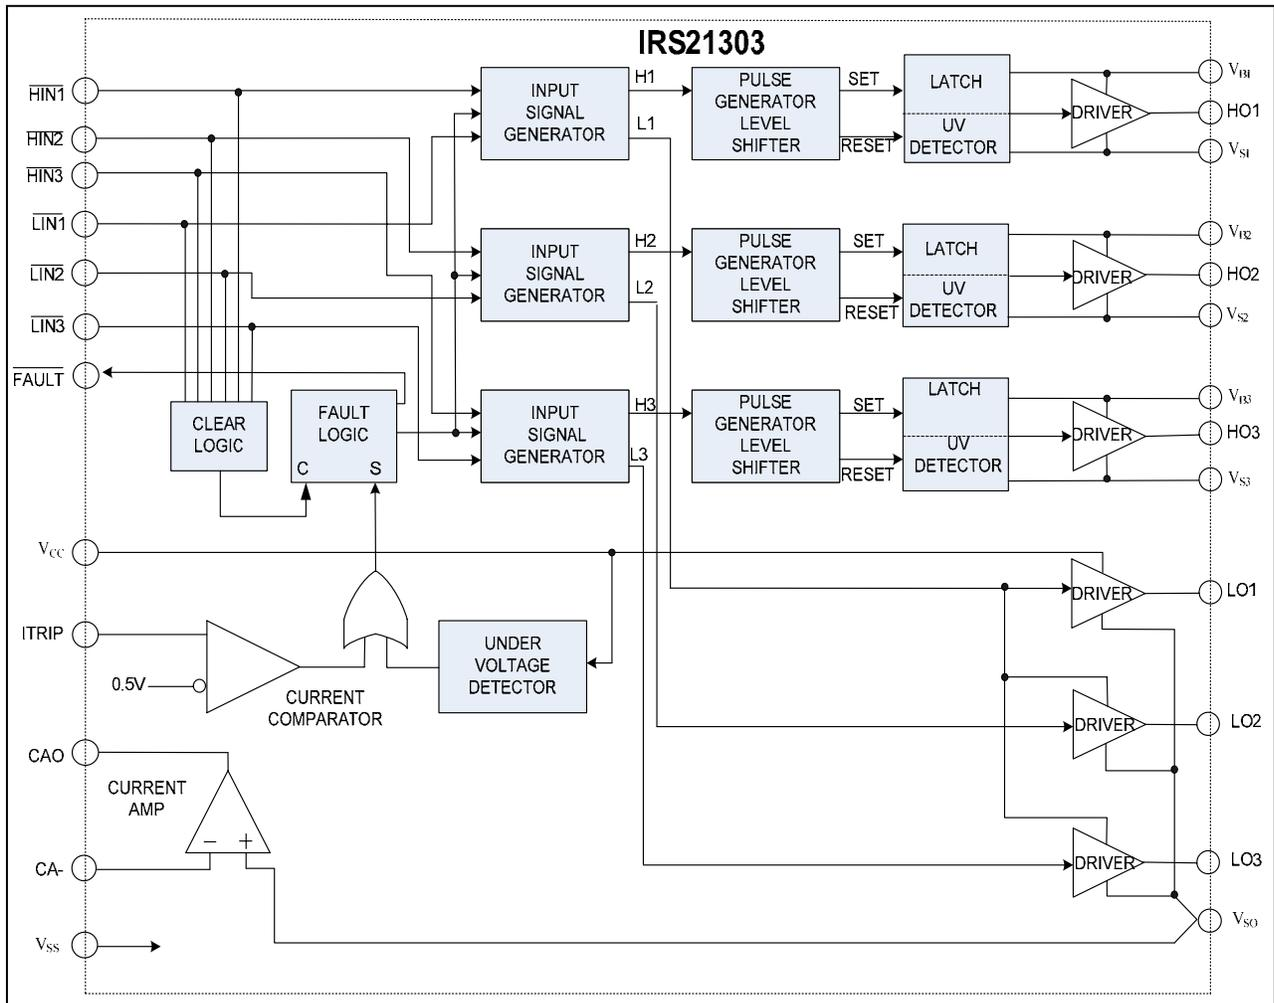 IRS21303
HIN1
HIN2
HIN3
LIN1
LIN2
LIN3
FAULT
VCC
ITRIP
0.5V
CAO
CA-
VSS
CLEAR
LOGIC
FAULT
LOGIC
C S
CURRENT
COMPARATOR
UNDER
VOLTAGE
DETECTOR
CURRENT
AMP
− +
INPUT
SIGNAL
GENERATOR
H1
L1
PULSE
GENERATOR
LEVEL
SHIFTER
SET
RESET
LATCH
UV
DETECTOR
DRIVER
VB1
HO1
VS1
INPUT
SIGNAL
GENERATOR
H2
L2
PULSE
GENERATOR
LEVEL
SHIFTER
SET
RESET
LATCH
UV
DETECTOR
DRIVER
VB2
HO2
VS2
INPUT
SIGNAL
GENERATOR
H3
L3
PULSE
GENERATOR
LEVEL
SHIFTER
SET
RESET
LATCH
UV
DETECTOR
DRIVER
VB3
HO3
VS3
DRIVER
LO1
DRIVER
LO2
DRIVER
LO3
VSO